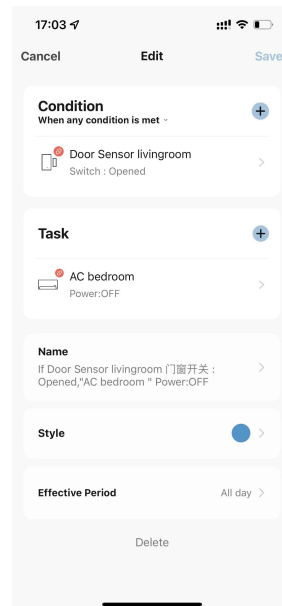 17:03
Cancel Edit Save
Condition
When any condition is met
Door Sensor livingroom
Switch : Opened
Task
AC bedroom
Power:OFF
Name
If Door Sensor livingroom 门窗开关 :
Opened,"AC bedroom " Power:OFF
Style
Effective Period All day
Delete